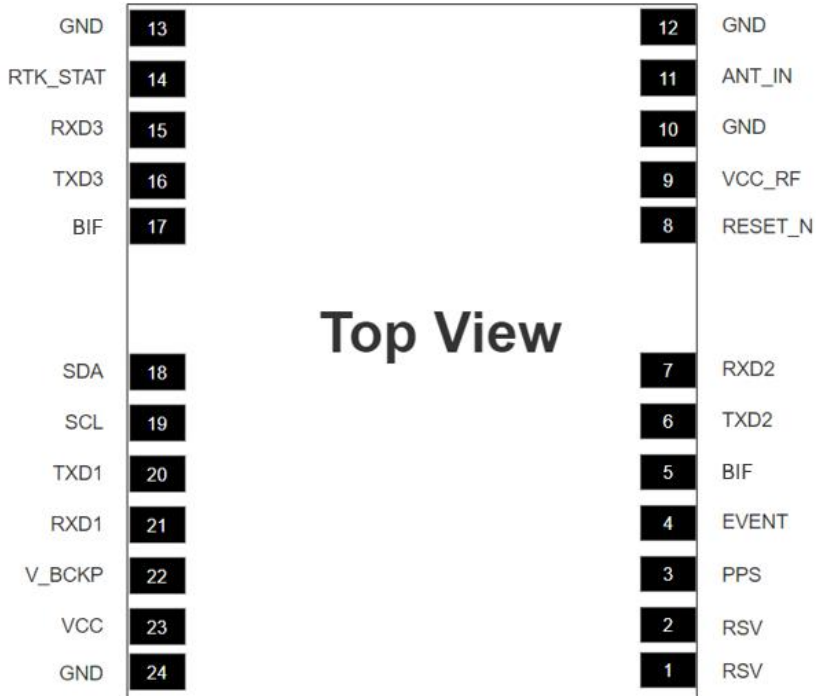 GND 13 12 GND
RTK_STAT 14 11 ANT_IN
RXD3 15 10 GND
TXD3 16 9 VCC_RF
BIF 17 8 RESET_N
Top View
SDA 18 7 RXD2
SCL 19 6 TXD2
TXD1 20 5 BIF
RXD1 21 4 EVENT
V_BCKP 22 3 PPS
VCC 23 2 RSV
GND 24 1 RSV